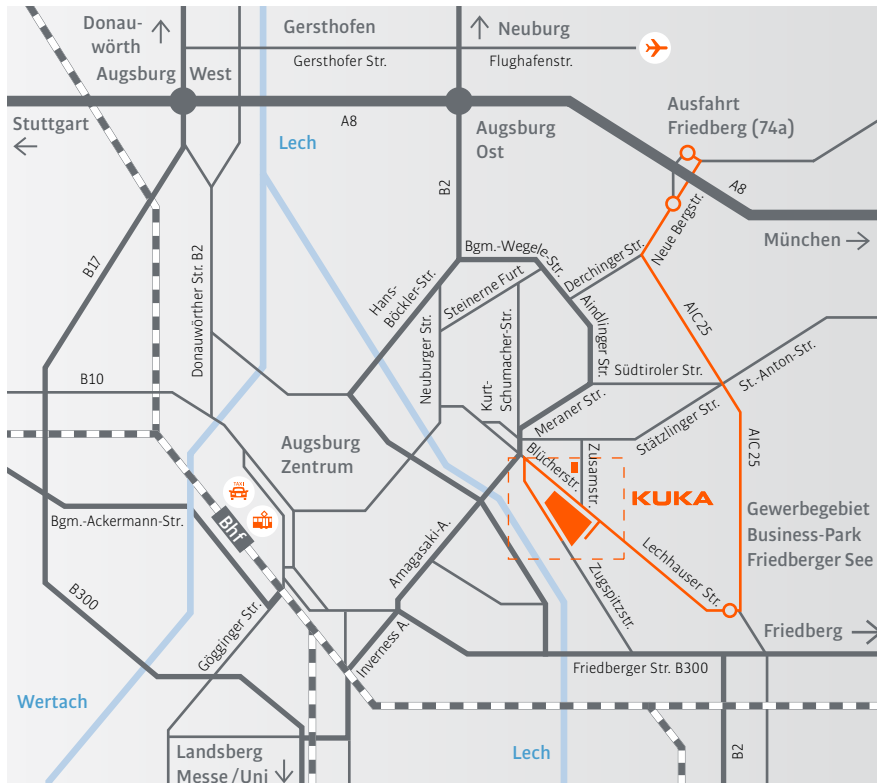 Donau-
wörth
Gersthofen
Neuburg
Gersthofer Str.
Flughafenstr.
Augsburg
West
Stuttgart
A8
Lech
Augsburg
Ost
Ausfahrt
Friedberg (74a)
A8
München
B2
B17
Donauwörther Str. B2
Hans-
Böckler-Str.
Bgm.-Wegele-Str.
Steinerne Furt
Derchinger Str.
Neue Bergstr.
Aindlinger Str.
AIC 25
Neuburger Str.
Kurt-
Schumacher-Str.
Südtiroler Str.
St.-Anton-Str.
B10
Meraner Str.
Stätzlinger Str.
AIC 25
Augsburg
Zentrum
Blücherstr.
Zusamstr.
KUKA
TAXI
Bhf
Bgm.-Ackermann-Str.
Gewerbegebiet
Business-Park
Friedberger See
Amagasaki-A.
Lechhauser Str.
Zugspitzstr.
B300
Gögginger Str.
Inverness A.
Friedberg
Friedberger Str. B300
Wertach
Landsberg
Messe/Uni
Lech
B2